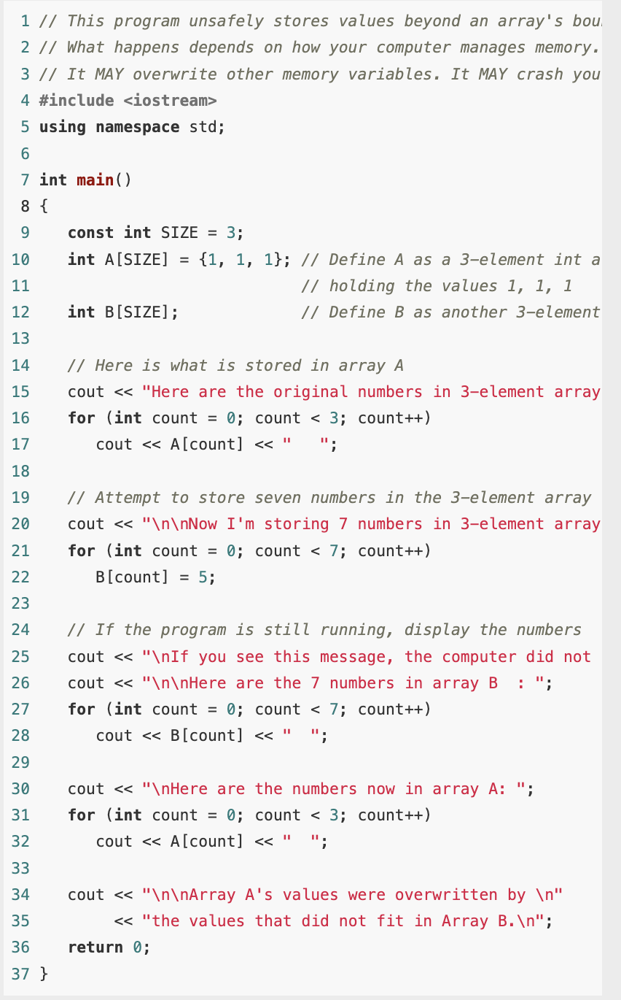 1 // This program unsafely stores values beyond an array's
2 // What happens depends on how your computer manages memory.
3 // It MAY overwrite other memory variables. It MAY crash
4 #include <iostream>
5 using namespace std;
6
7 int main()
8 {
9    const int SIZE = 3;
10    int A[SIZE] = {1, 1, 1}; // Define A as a 3-element int
11                             // holding the values 1, 1, 1
12    int B[SIZE];             // Define B as another 3-element
13
14    // Here is what is stored in array A
15    cout << "Here are the original numbers in 3-element array
16    for (int count = 0; count < 3; count++)
17       cout << A[count] << "   ";
18
19    // Attempt to store seven numbers in the 3-element array
20    cout << "\n\nNow I'm storing 7 numbers in 3-element array
21    for (int count = 0; count < 7; count++)
22       B[count] = 5;
23
24    // If the program is still running, display the numbers
25    cout << "\nIf you see this message, the computer did not
26    cout << "\n\nHere are the 7 numbers in array B  : ";
27    for (int count = 0; count < 7; count++)
28       cout << B[count] << "  ";
29
30    cout << "\nHere are the numbers now in array A: ";
31    for (int count = 0; count < 3; count++)
32       cout << A[count] << "  ";
33
34    cout << "\n\nArray A's values were overwritten by \n"
35         << "the values that did not fit in Array B.\n";
36    return 0;
37 }